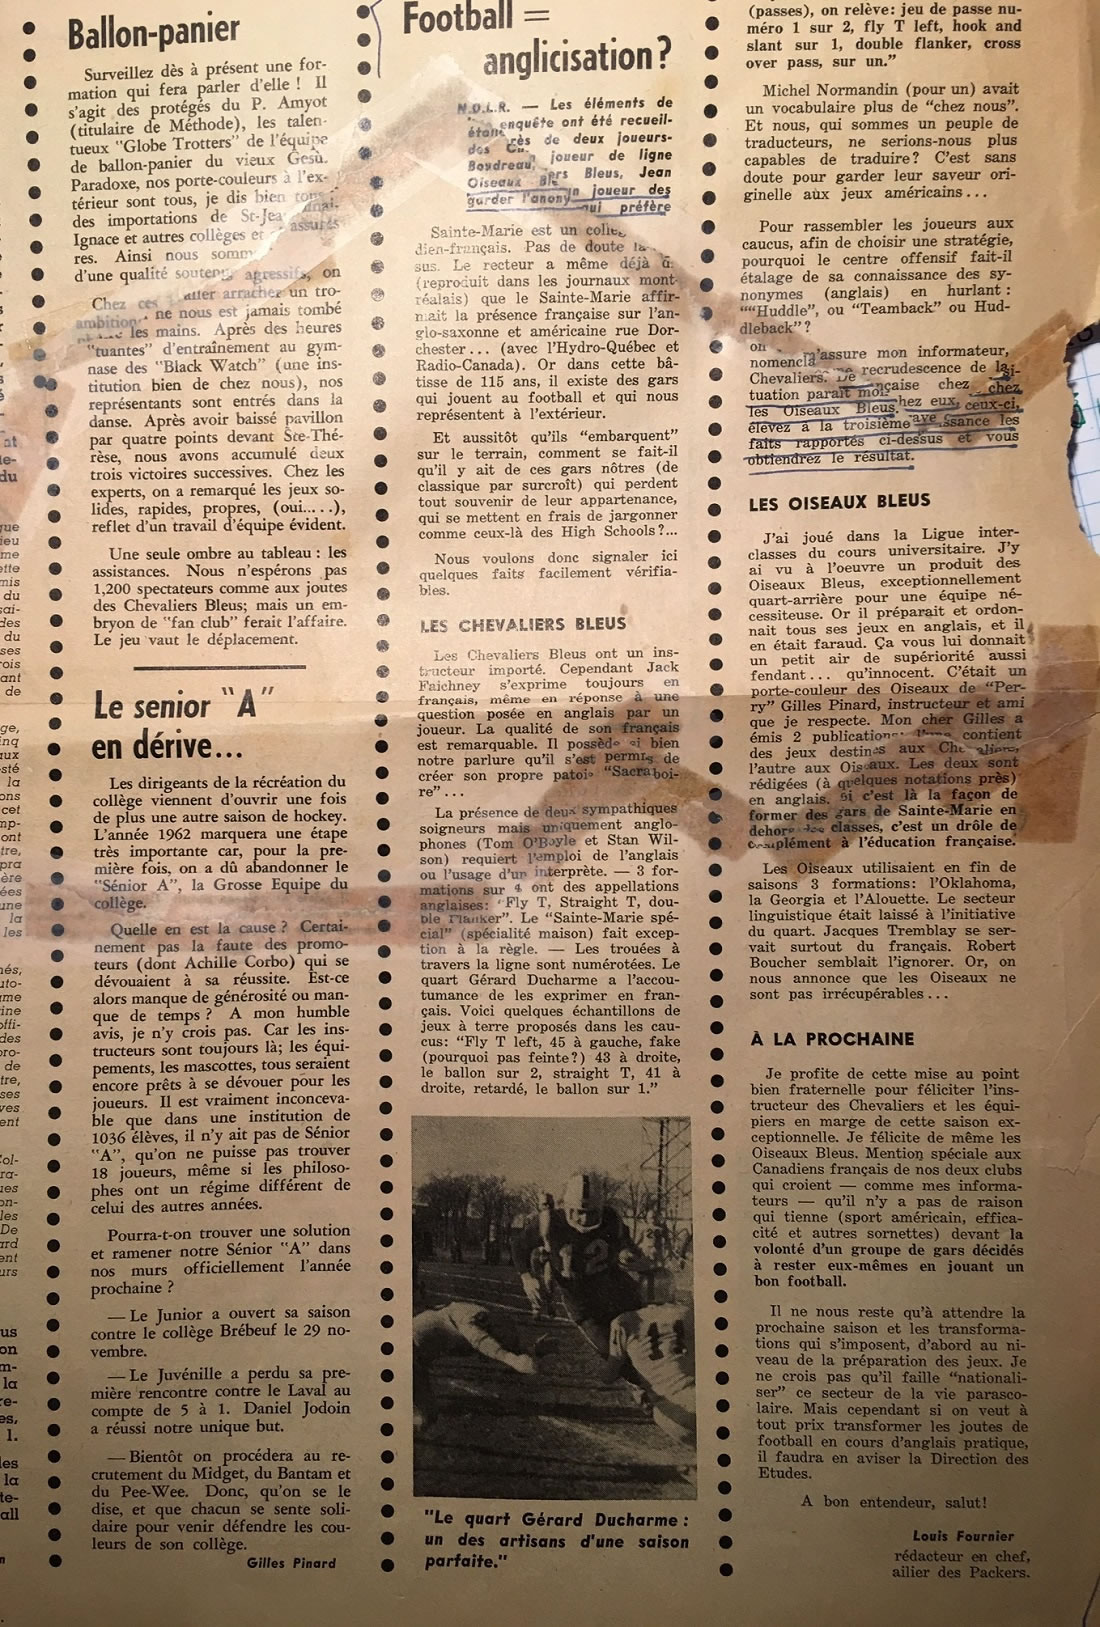 Ballon-panier
Surveillez dès à présent une for-
mation qui fera parler d'elle ! Il
s'agit des protégés du P. Amyot
(titulaire de Méthode), les talen-
tueux "Globe Trotters" de l'équipe
de ballon-panier du vieux Gesù.
Paradoxe, nos porte-couleurs à l'ex-
térieur sont tous, je dis bien
des importations de St-Jea
Ignace et autres collèges et assurés
res. Ainsi nous somm
d'une qualité souten agressifs, on
Chez ces aller arracher un tro-
ambition ne nous est jamais tombé
les mains. Après des heures
"tuantes" d'entraînement au gym-
nase des "Black Watch" (une ins-
titution bien de chez nous), nos
représentants sont entrés dans la
danse. Après avoir baissé pavillon
par quatre points devant Ste-Thé-
rèse, nous avons accumulé deux
trois victoires successives. Chez les
experts, on a remarqué les jeux so-
lides, rapides, propres, (oui.....),
reflet d'un travail d'équipe évident.
Une seule ombre au tableau : les
assistances. Nous n'espérons pas
1,200 spectateurs comme aux joutes
des Chevaliers Bleus; mais un em-
bryon de "fan club" ferait l'affaire.
Le jeu vaut le déplacement.
Le senior "A"
en dérive...
Les dirigeants de la récréation du
collège viennent d'ouvrir une fois
de plus une autre saison de hockey.
L'année 1962 marquera une étape
très importante car, pour la pre-
mière fois, on a dû abandonner le
"Sénior A", la Grosse Equipe du
collège.
Quelle en est la cause ? Certai-
nement pas la faute des promo-
teurs (dont Achille Corbo) qui se
dévouaient à sa réussite. Est-ce
alors manque de générosité ou man-
que de temps ? A mon humble
avis, je n'y crois pas. Car les ins-
tructeurs sont toujours là; les équi-
pements, les mascottes, tous seraient
encore prêts à se dévouer pour les
joueurs. Il est vraiment inconceva-
ble que dans une institution de
1036 élèves, il n'y ait pas de Sénior
"A", qu'on ne puisse pas trouver
18 joueurs, même si les philoso-
phes ont un régime différent de
celui des autres années.
Pourra-t-on trouver une solution
et ramener notre Sénior "A" dans
nos murs officiellement l'année
prochaine ?
— Le Junior a ouvert sa saison
contre le collège Brébeuf le 29 no-
vembre.
— Le Juvénille a perdu sa pre-
mière rencontre contre le Laval au
compte de 5 à 1. Daniel Jodoin
a réussi notre unique but.
— Bientôt on procédera au re-
crutement du Midget, du Bantam et
du Pee-Wee. Donc, qu'on se le
dise, et que chacun se sente soli-
daire pour venir défendre les cou-
leurs de son collège.
Gilles Pinard
Football =
anglicisation?
N.D.L.R. — Les éléments de
enquête ont été recueil-
rès de deux joueurs-
des joueur de ligne
Boudreau, ers Bleus, Jean
Oiseaux Ble n joueur des
garder l'anony qui préfère
Sainte-Marie est un colle
dien-français. Pas de doute
sus. Le recteur a même déjà
(reproduit dans les journaux mont-
réalais) que le Sainte-Marie affir-
mait la présence française sur l'an-
glo-saxonne et américaine rue Dor-
chester... (avec l'Hydro-Québec et
Radio-Canada). Or dans cette bâ-
tisse de 115 ans, il existe des gars
qui jouent au football et qui nous
représentent à l'extérieur.
Et aussitôt qu'ils "embarquent"
sur le terrain, comment se fait-il
qu'il y ait de ces gars nôtres (de
classique par surcroît) qui perdent
tout souvenir de leur appartenance,
qui se mettent en frais de jargonner
comme ceux-là des High Schools?...
Nous voulons donc signaler ici
quelques faits facilement vérifia-
bles.
LES CHEVALIERS BLEUS
Les Chevaliers Bleus ont un ins-
tructeur importé. Cependant Jack
Faichney s'exprime toujours en
français, même en réponse à une
question posée en anglais par un
joueur. La qualité de son français
est remarquable. Il possède si bien
notre parlure qu'il s'est permis de
créer son propre patois "Sacraboi-
re"...
La présence de deux sympathiques
soigneurs mais uniquement anglo-
phones (Tom O'Boyle et Stan Wil-
son) requiert l'emploi de l'anglais
ou l'usage d'un interprète. — 3 for-
mations sur 4 ont des appellations
anglaises: "Fly T, Straight T, dou-
ble Flanker". Le "Sainte-Marie spé-
cial" (spécialité maison) fait excep-
tion à la règle. — Les trouées à
travers la ligne sont numérotées. Le
quart Gérard Ducharme a l'accou-
tumance de les exprimer en fran-
çais. Voici quelques échantillons de
jeux à terre proposés dans les cau-
cus: "Fly T left, 45 à gauche, fake
(pourquoi pas feinte?) 43 à droite,
le ballon sur 2, straight T, 41 à
droite, retardé, le ballon sur 1."
12
"Le quart Gérard Ducharme :
un des artisans d'une saison
parfaite."
(passes), on relève: jeu de passe nu-
méro 1 sur 2, fly T left, hook and
slant sur 1, double flanker, cross
over pass, sur un."
Michel Normandin (pour un) avait
un vocabulaire plus de "chez nous".
Et nous, qui sommes un peuple de
traducteurs, ne serions-nous plus
capables de traduire? C'est sans
doute pour garder leur saveur ori-
ginelle aux jeux américains...
Pour rassembler les joueurs aux
caucus, afin de choisir une stratégie,
pourquoi le centre offensif fait-il
étalage de sa connaissance des sy-
nonymes (anglais) en hurlant :
""Huddle", ou "Teamback" ou Hud-
dleback"?
on m'assure mon informateur,
nomencla recrudescence de la
Chevaliers. De nçaise chez
tuation paraît moi chez eux, ceux-ci,
les Oiseaux Bleus.
élevez à la troisième issance les
faits rapportés ci-dessus et vous
obtiendrez le résultat.
LES OISEAUX BLEUS
J'ai joué dans la Ligue inter-
classes du cours universitaire. J'y
ai vu à l'oeuvre un produit des
Oiseaux Bleus, exceptionnellement
quart-arrière pour une équipe né-
cessiteuse. Or il préparait et ordon-
nait tous ses jeux en anglais, et il
en était faraud. Ça vous lui donnait
un petit air de supériorité aussi
fendant... qu'innocent. C'était un
porte-couleur des Oiseaux de "Per-
ry" Gilles Pinard, instructeur et ami
que je respecte. Mon cher Gilles a
émis 2 publications: l'une contient
des jeux destinés aux Chevaliers,
l'autre aux Oiseaux. Les deux sont
rédigées (à quelques notations près)
en anglais. Si c'est là la façon de
former des gars de Sainte-Marie en
dehors des classes, c'est un drôle de
complément à l'éducation française.
Les Oiseaux utilisaient en fin de
saisons 3 formations: l'Oklahoma,
la Georgia et l'Alouette. Le secteur
linguistique était laissé à l'initiative
du quart. Jacques Tremblay se ser-
vait surtout du français. Robert
Boucher semblait l'ignorer. Or, on
nous annonce que les Oiseaux ne
sont pas irrécupérables...
À LA PROCHAINE
Je profite de cette mise au point
bien fraternelle pour féliciter l'ins-
tructeur des Chevaliers et les équi-
piers en marge de cette saison ex-
ceptionnelle. Je félicite de même les
Oiseaux Bleus. Mention spéciale aux
Canadiens français de nos deux clubs
qui croient — comme mes informa-
teurs — qu'il n'y a pas de raison
qui tienne (sport américain, effica-
cité et autres sornettes) devant la
volonté d'un groupe de gars décidés
à rester eux-mêmes en jouant un
bon football.
Il ne nous reste qu'à attendre la
prochaine saison et les transforma-
tions qui s'imposent, d'abord au ni-
veau de la préparation des jeux. Je
ne crois pas qu'il faille "nationali-
ser" ce secteur de la vie parasco-
laire. Mais cependant si on veut à
tout prix transformer les joutes de
football en cours d'anglais pratique,
il faudra en aviser la Direction des
Etudes.
A bon entendeur, salut!
Louis Fournier
rédacteur en chef,
ailier des Packers.